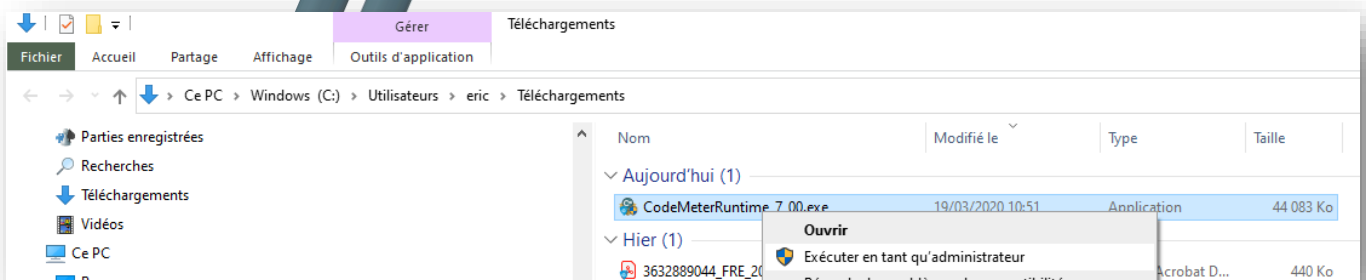 Gérer Téléchargements
Fichier Accueil Partage Affichage Outils d'application
Ce PC > Windows (C:) > Utilisateurs > eric > Téléchargements
Parties enregistrées
Recherches
Téléchargements
Vidéos
Ce PC
Nom Modifié le Type Taille
Aujourd'hui (1)
CodeMeterRuntime_7_00.exe 19/03/2020 10:51 Application 44 083 Ko
Ouvrir
Hier (1)
Exécuter en tant qu'administrateur
3632889044_FRE_20 Acrobat D... 440 Ko